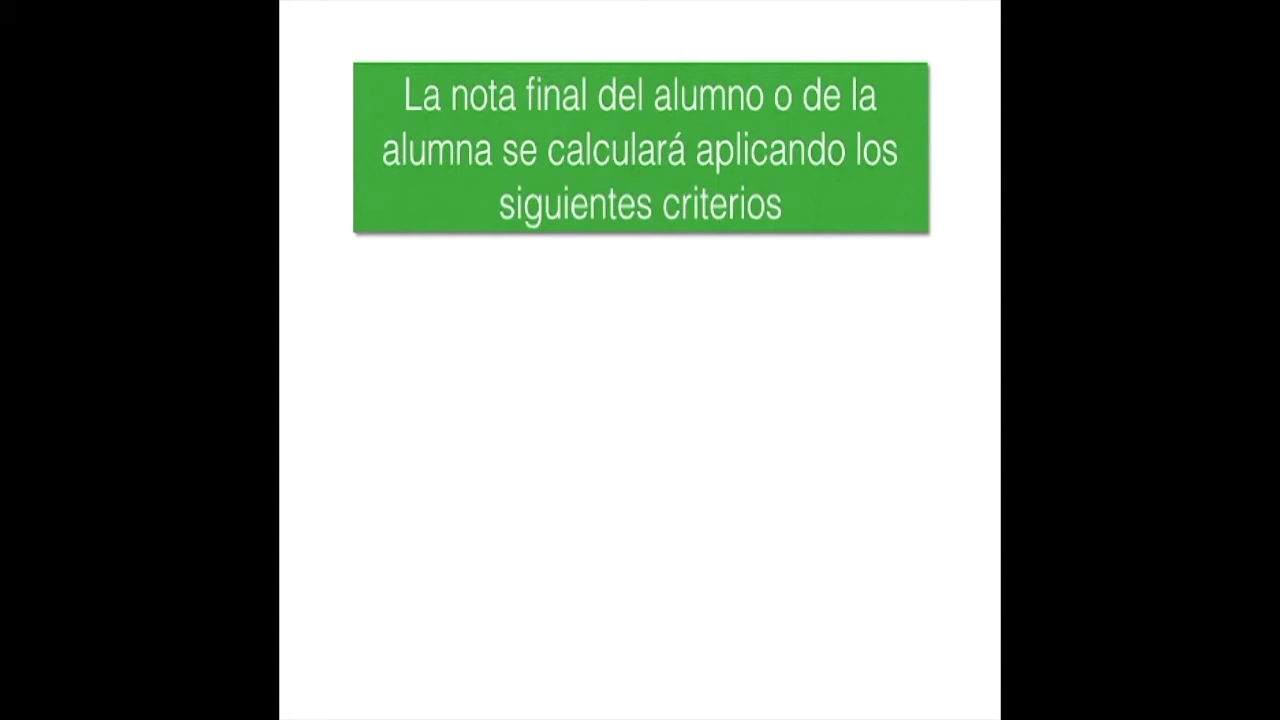 La nota final del alumno o de la
alumna se calculará aplicando los
siguientes criterios